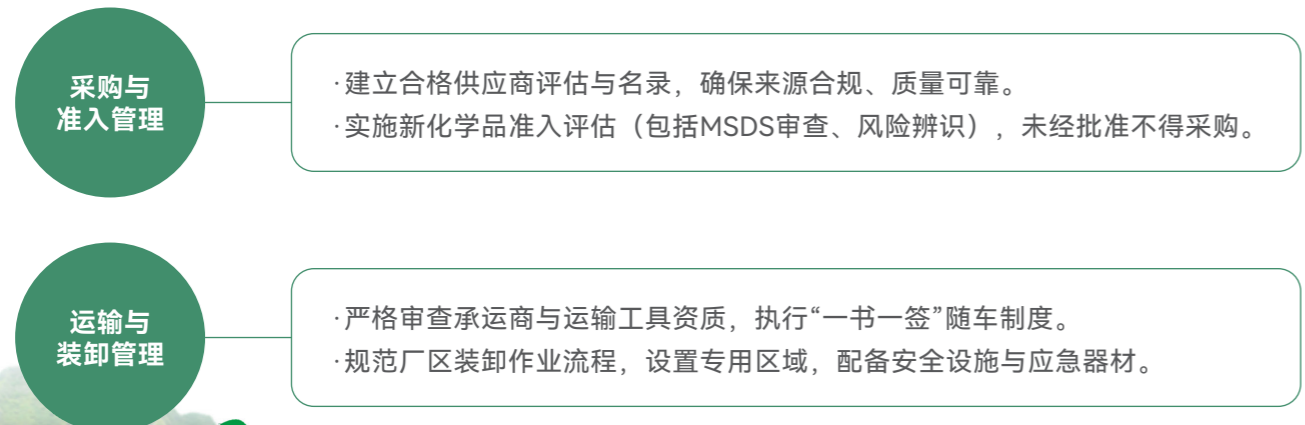 采购与
准入管理
·建立合格供应商评估与名录，确保来源合规、质量可靠。
·实施新化学品准入评估（包括MSDS审查、风险辨识），未经批准不得采购。
运输与
装卸管理
·严格审查承运商与运输工具资质，执行“一书一签”随车制度。
·规范厂区装卸作业流程，设置专用区域，配备安全设施与应急器材。